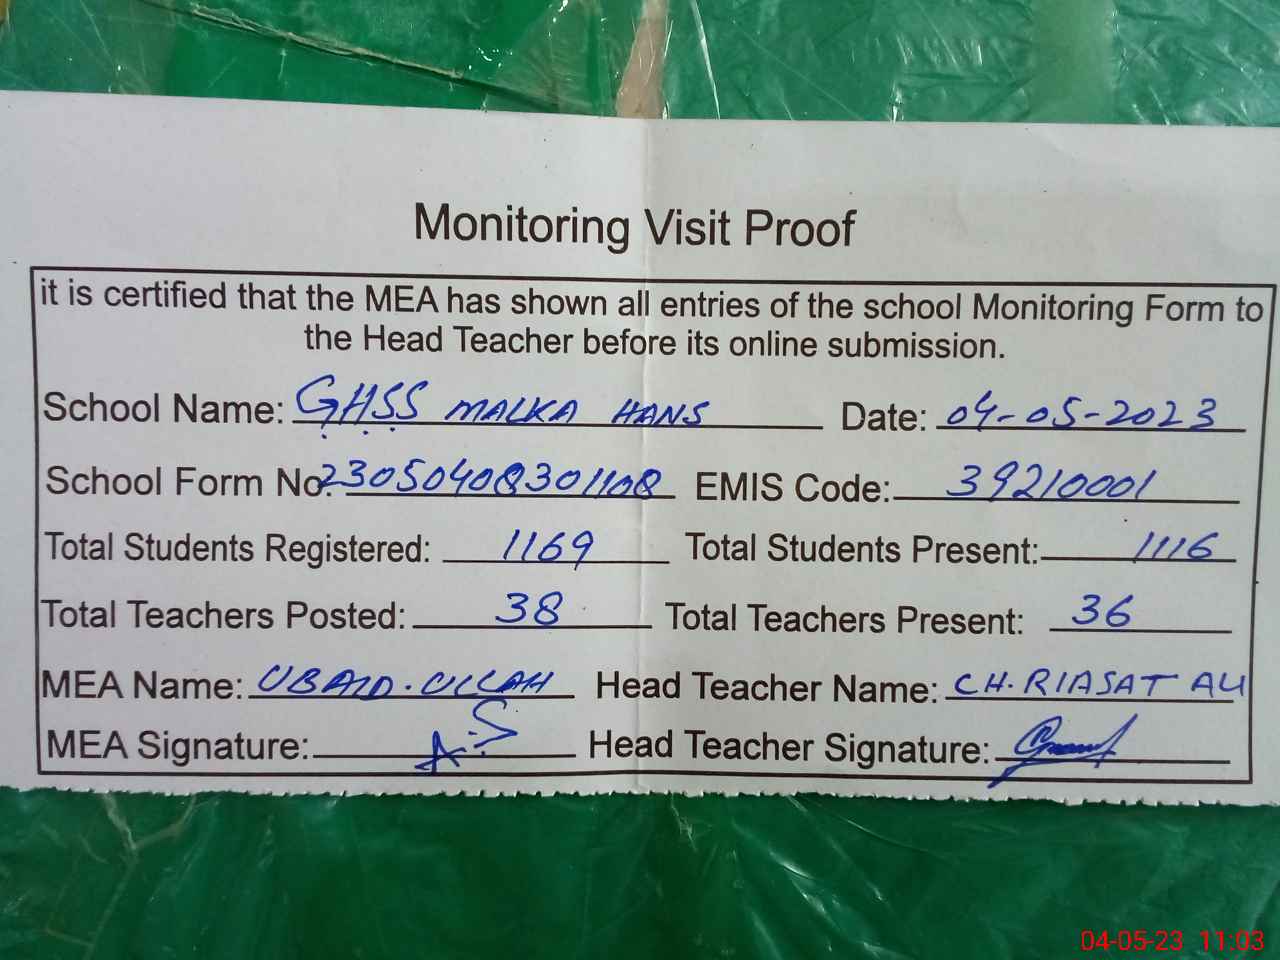 Monitoring Visit Proof
it is certified that the MEA has shown all entries of the school Monitoring Form to
the Head Teacher before its online submission.
School Name: GHSS MALKA HANS Date: 04-05-2023
School Form No. 23050408301108 EMIS Code: 39210001
Total Students Registered: 1169 Total Students Present: 1116
Total Teachers Posted: 38 Total Teachers Present: 36
MEA Name: UBAID.ULLAH Head Teacher Name: CH.RIASAT ALI
MEA Signature: Head Teacher Signature:
04-05-23 11:03